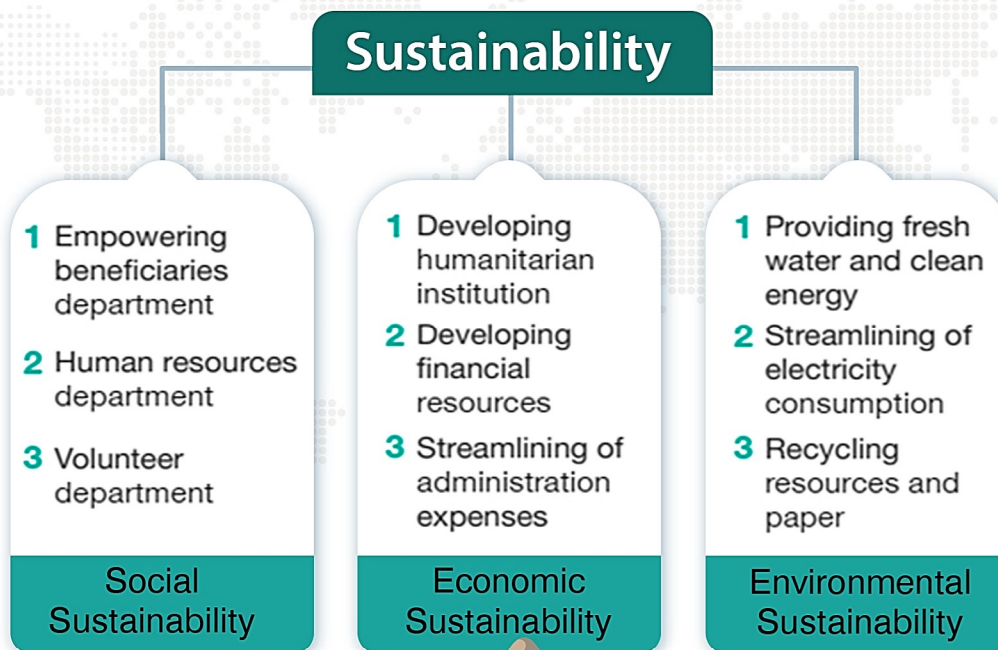 Sustainability
1 Empowering
beneficiaries
department
2 Human resources
department
3 Volunteer
department
Social
Sustainability
1 Developing
humanitarian
institution
2 Developing
financial
resources
3 Streamlining of
administration
expenses
Economic
Sustainability
1 Providing fresh
water and clean
energy
2 Streamlining of
electricity
consumption
3 Recycling
resources and
paper
Environmental
Sustainability